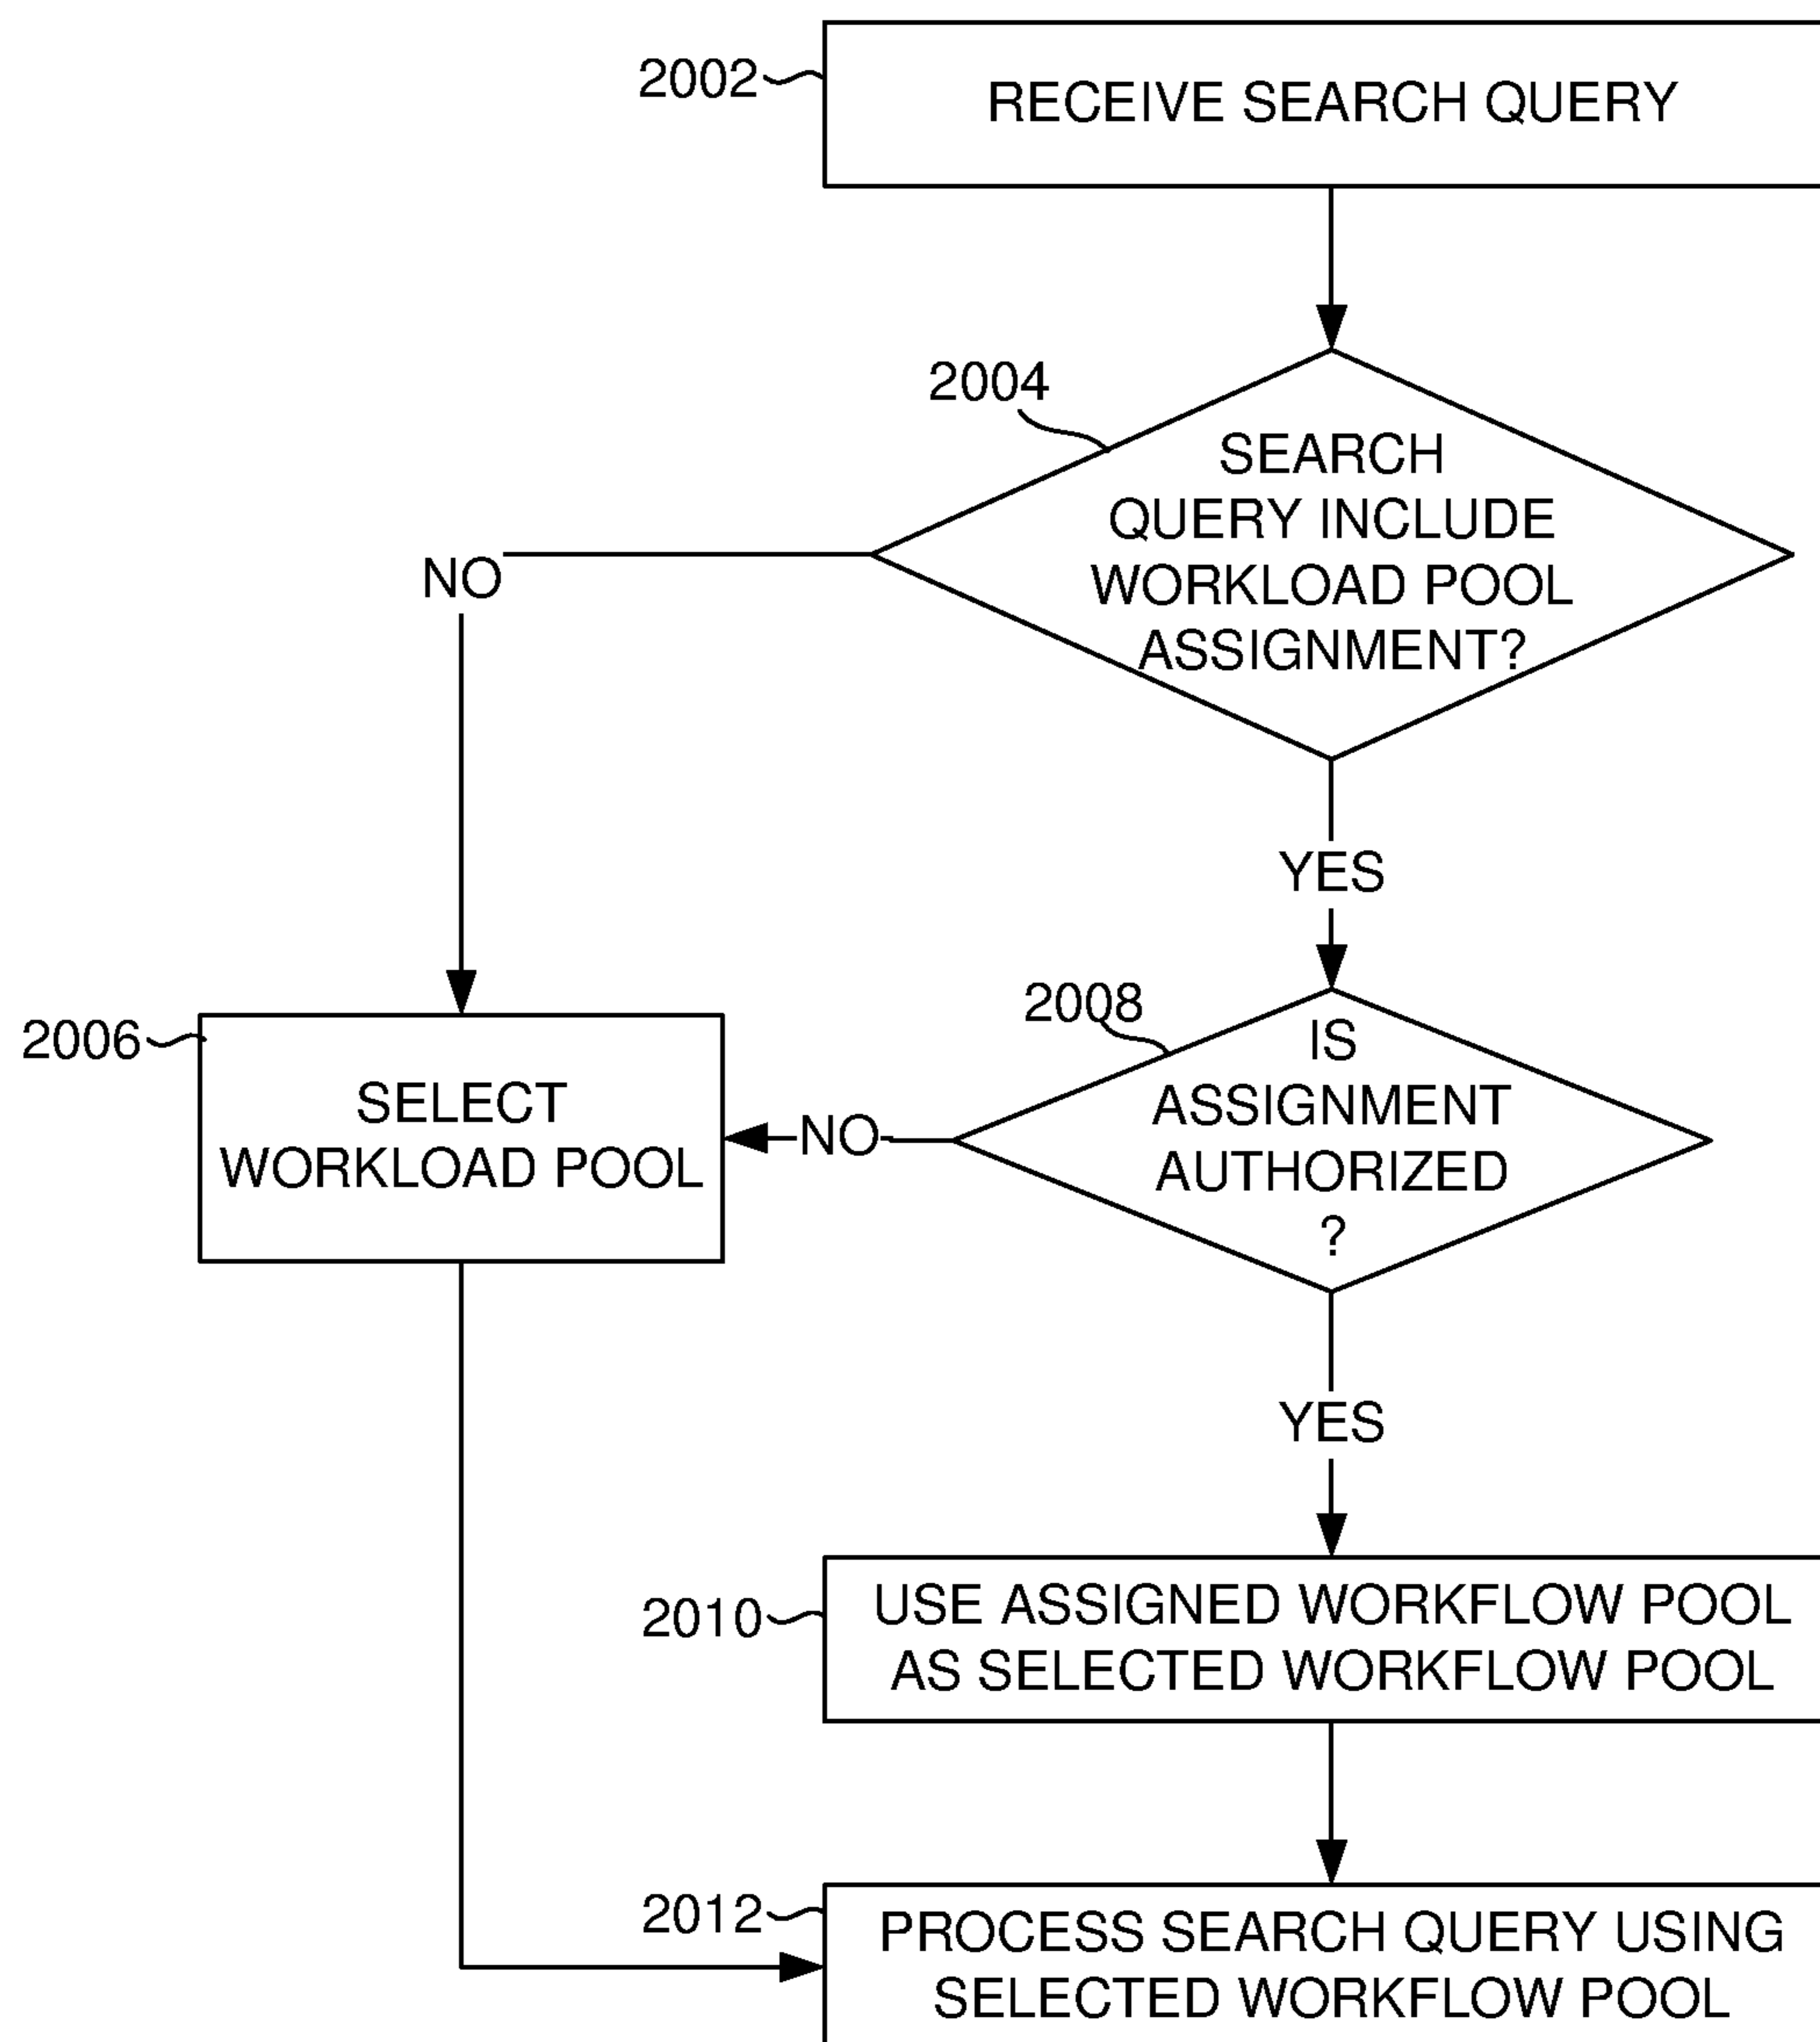 2002
RECEIVE SEARCH QUERY
2004
SEARCH
QUERY INCLUDE
WORKLOAD POOL
ASSIGNMENT?
NO
YES
2006
SELECT
WORKLOAD POOL
2008
IS
ASSIGNMENT
AUTHORIZED
?
NO
YES
2010
USE ASSIGNED WORKFLOW POOL
AS SELECTED WORKFLOW POOL
2012
PROCESS SEARCH QUERY USING
SELECTED WORKFLOW POOL